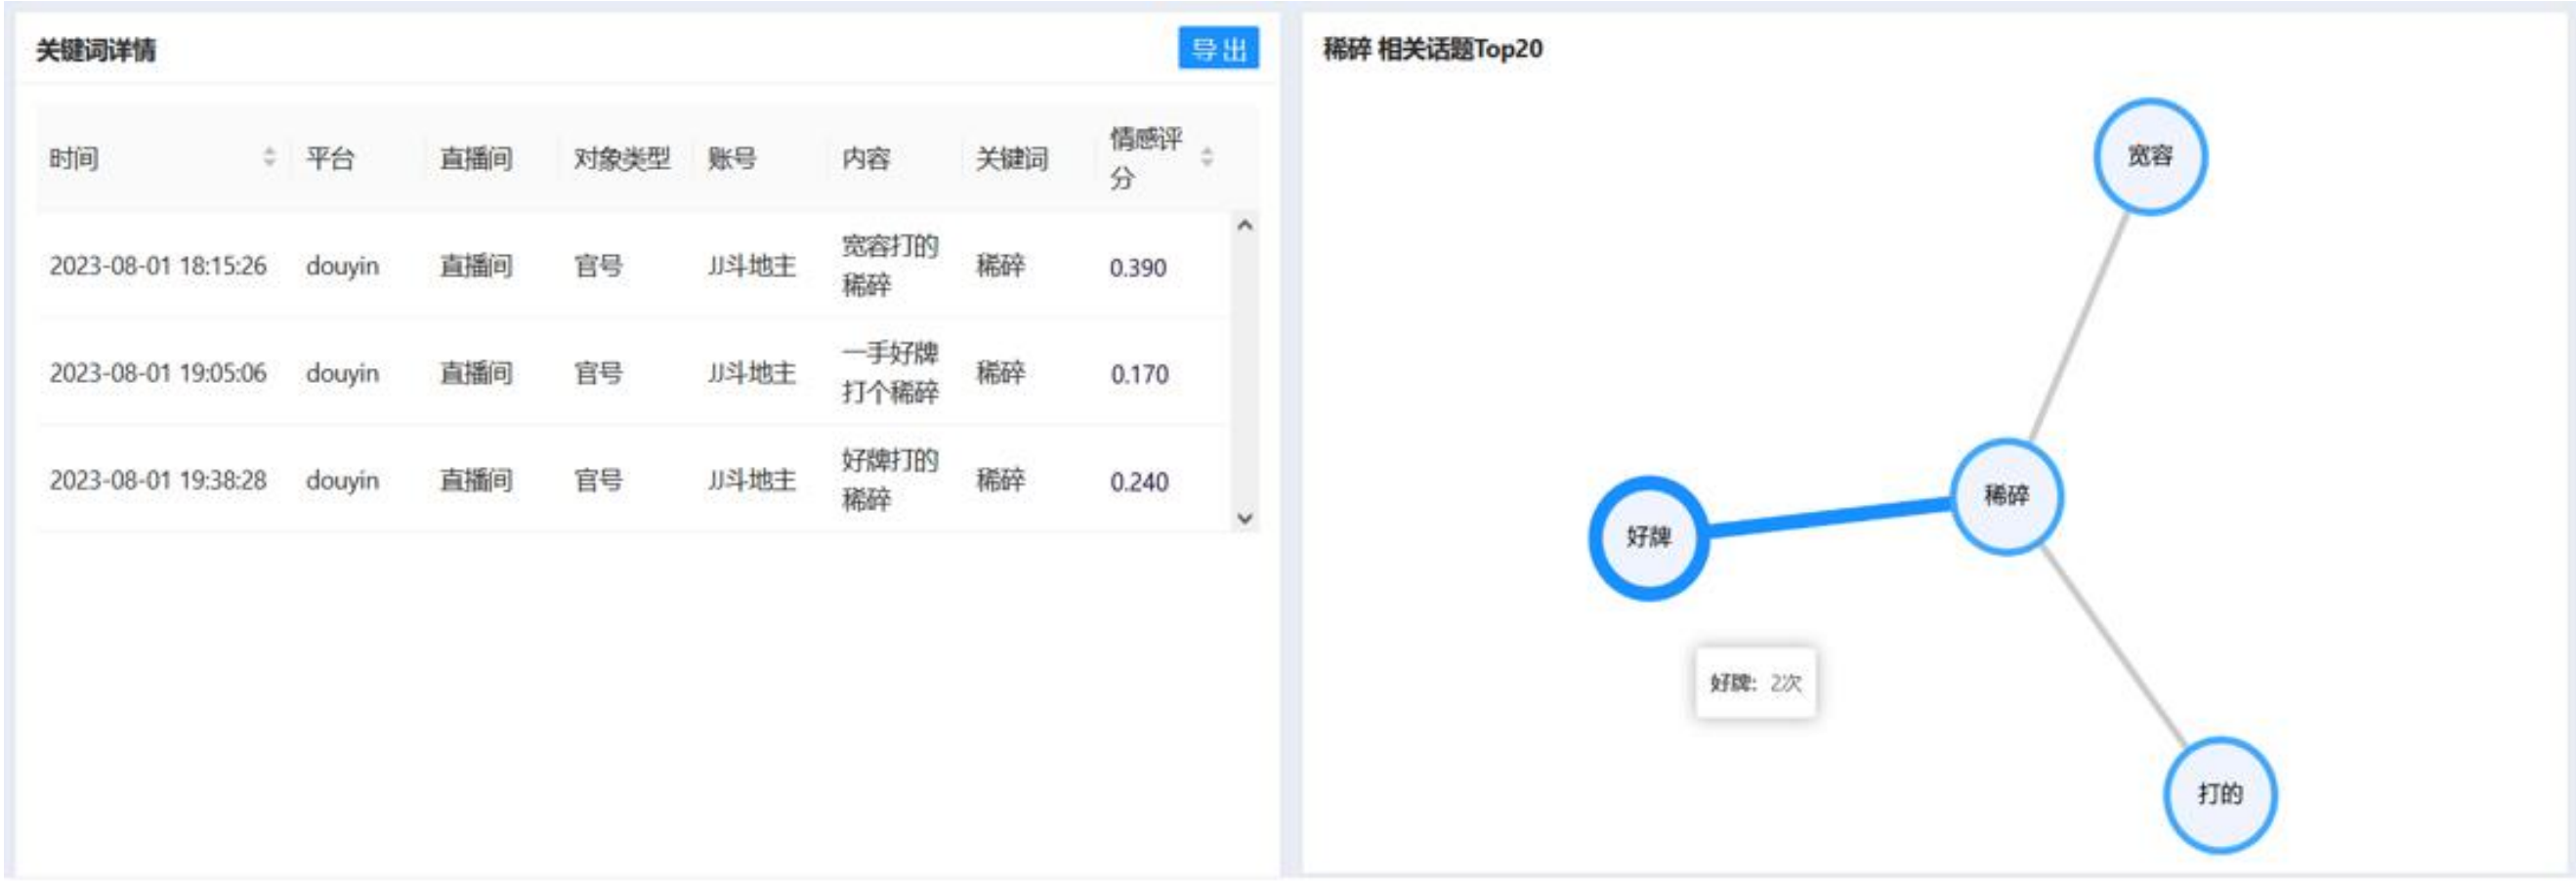 关键词详情
导出
时间 平台 直播间 对象类型 账号 内容 关键词 情感评
分
2023-08-01 18:15:26 douyin 直播间 官号 JJ斗地主 宽容打的
稀碎 稀碎 0.390
2023-08-01 19:05:06 douyin 直播间 官号 JJ斗地主 一手好牌
打个稀碎 稀碎 0.170
2023-08-01 19:38:28 douyin 直播间 官号 JJ斗地主 好牌打的
稀碎 稀碎 0.240
稀碎 相关话题Top20
宽容
稀碎
好牌
好牌: 2次
打的